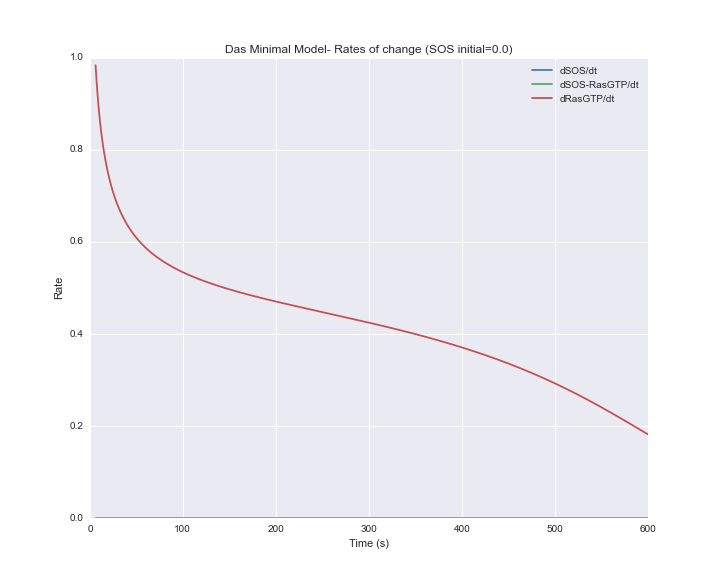 Das Minimal Model- Rates of change (SOS initial=0.0)
1.0
0.8
0.6
0.4
0.2
0.0
Rate
dSOS/dt
dSOS-RasGTP/dt
dRasGTP/dt
0 100 200 300 400 500 600
Time (s)